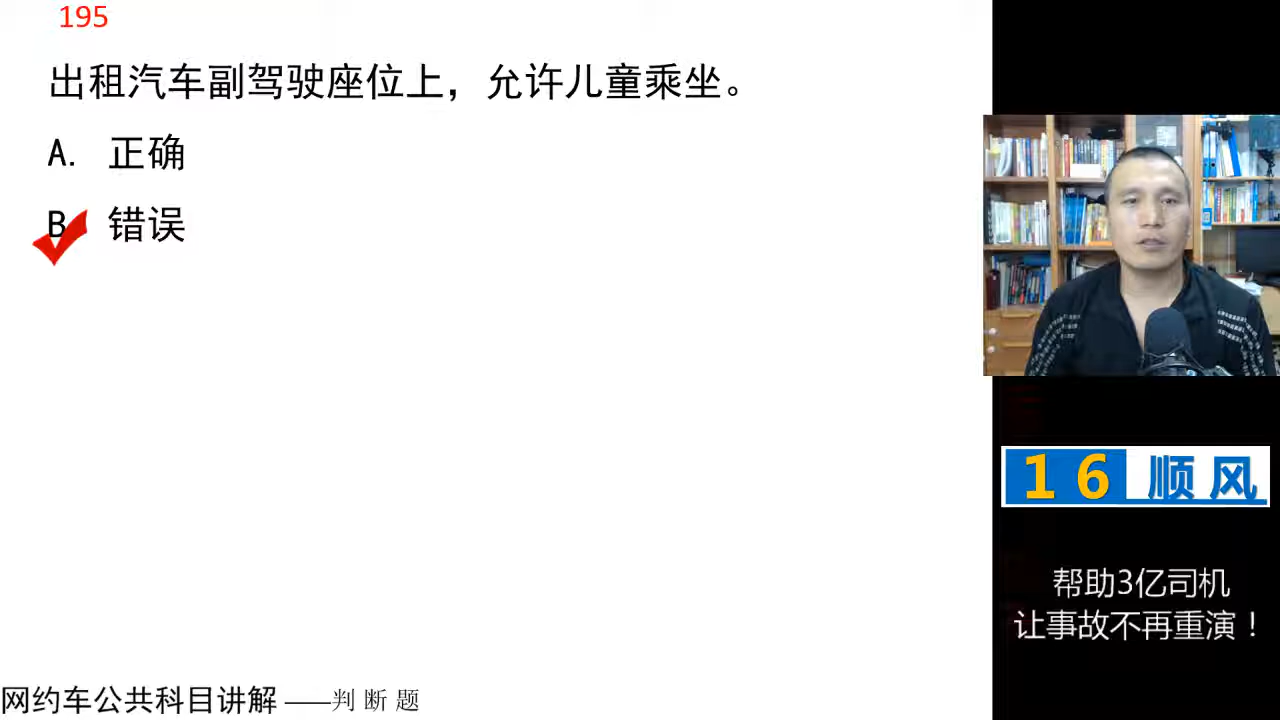 195
出租汽车副驾驶座位上，允许儿童乘坐。
A. 正确
B 错误
16顺风
帮助3亿司机
让事故不再重演！
网约车公共科目讲解——判断题